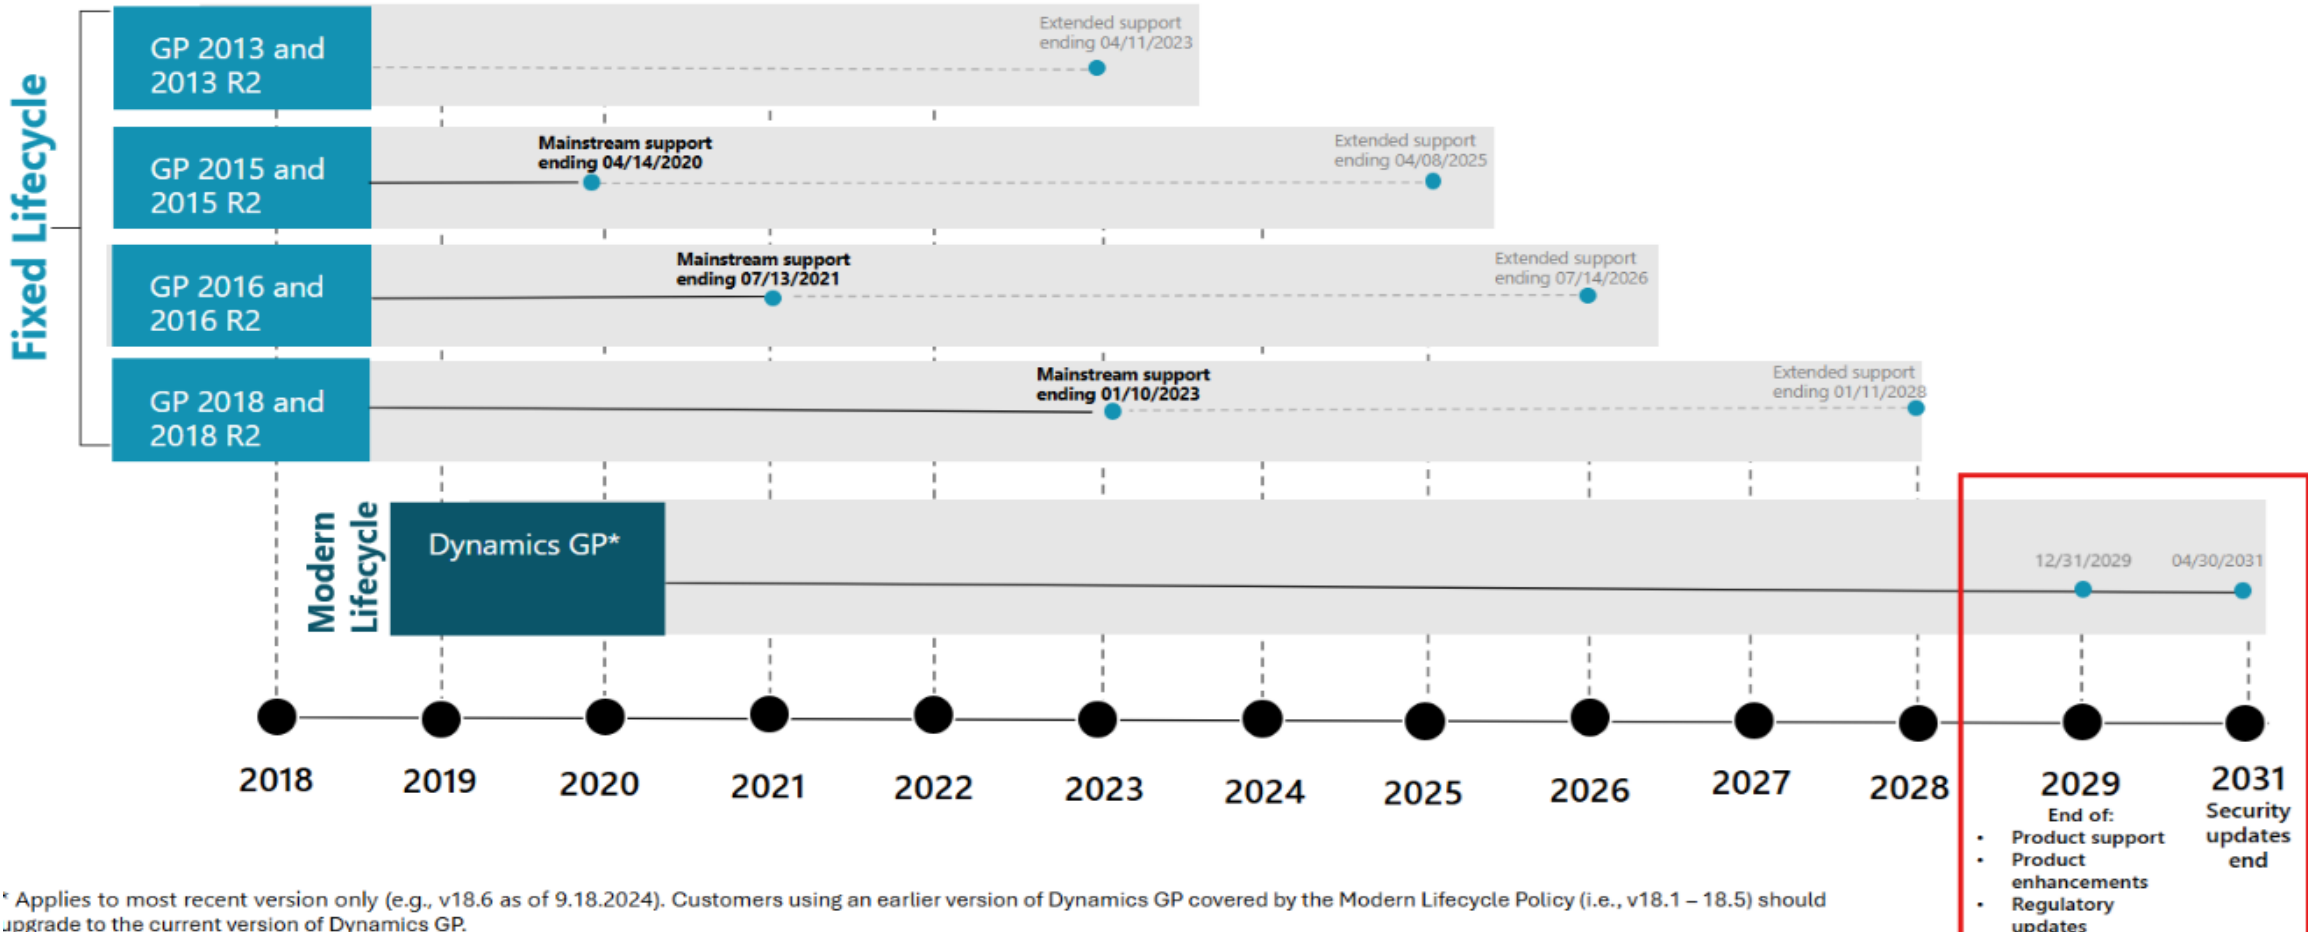 Fixed Lifecycle
GP 2013 and
2013 R2
Extended support
ending 04/11/2023
GP 2015 and
2015 R2
Mainstream support
ending 04/14/2020
Extended support
ending 04/08/2025
GP 2016 and
2016 R2
Mainstream support
ending 07/13/2021
Extended support
ending 07/14/2026
GP 2018 and
2018 R2
Mainstream support
ending 01/10/2023
Extended support
ending 01/11/2028
Modern
Lifecycle
Dynamics GP*
12/31/2029
04/30/2031
2018
2019
2020
2021
2022
2023
2024
2025
2026
2027
2028
2029
End of:
• Product support
• Product
enhancements
• Regulatory
updates
2031
Security
updates
end
* Applies to most recent version only (e.g., v18.6 as of 9.18.2024). Customers using an earlier version of Dynamics GP covered by the Modern Lifecycle Policy (i.e., v18.1 – 18.5) should
upgrade to the current version of Dynamics GP.